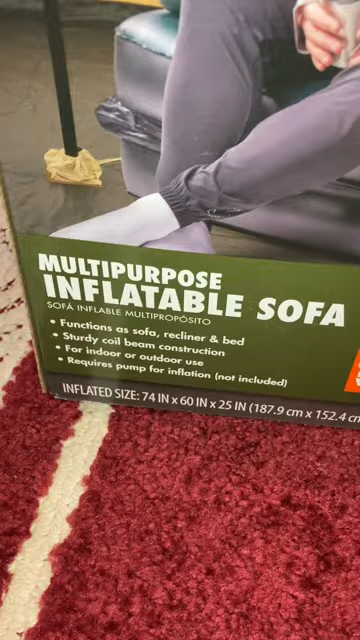 MULTIPURPOSE
INFLATABLE SOFA
SOFÁ INFLABLE MULTIPROPÓSITO
• Functions as sofa, recliner & bed
• Sturdy coil beam construction
• For indoor or outdoor use
• Requires pump for inflation (not included)
INFLATED SIZE: 74 IN x 60 IN x 25 IN (187.9 cm x 152.4 c